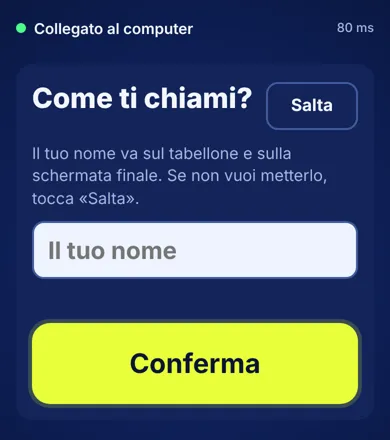 Collegato al computer
80 ms
Come ti chiami?
Salta
Il tuo nome va sul tabellone e sulla
schermata finale. Se non vuoi metterlo,
tocca «Salta».
Il tuo nome
Conferma